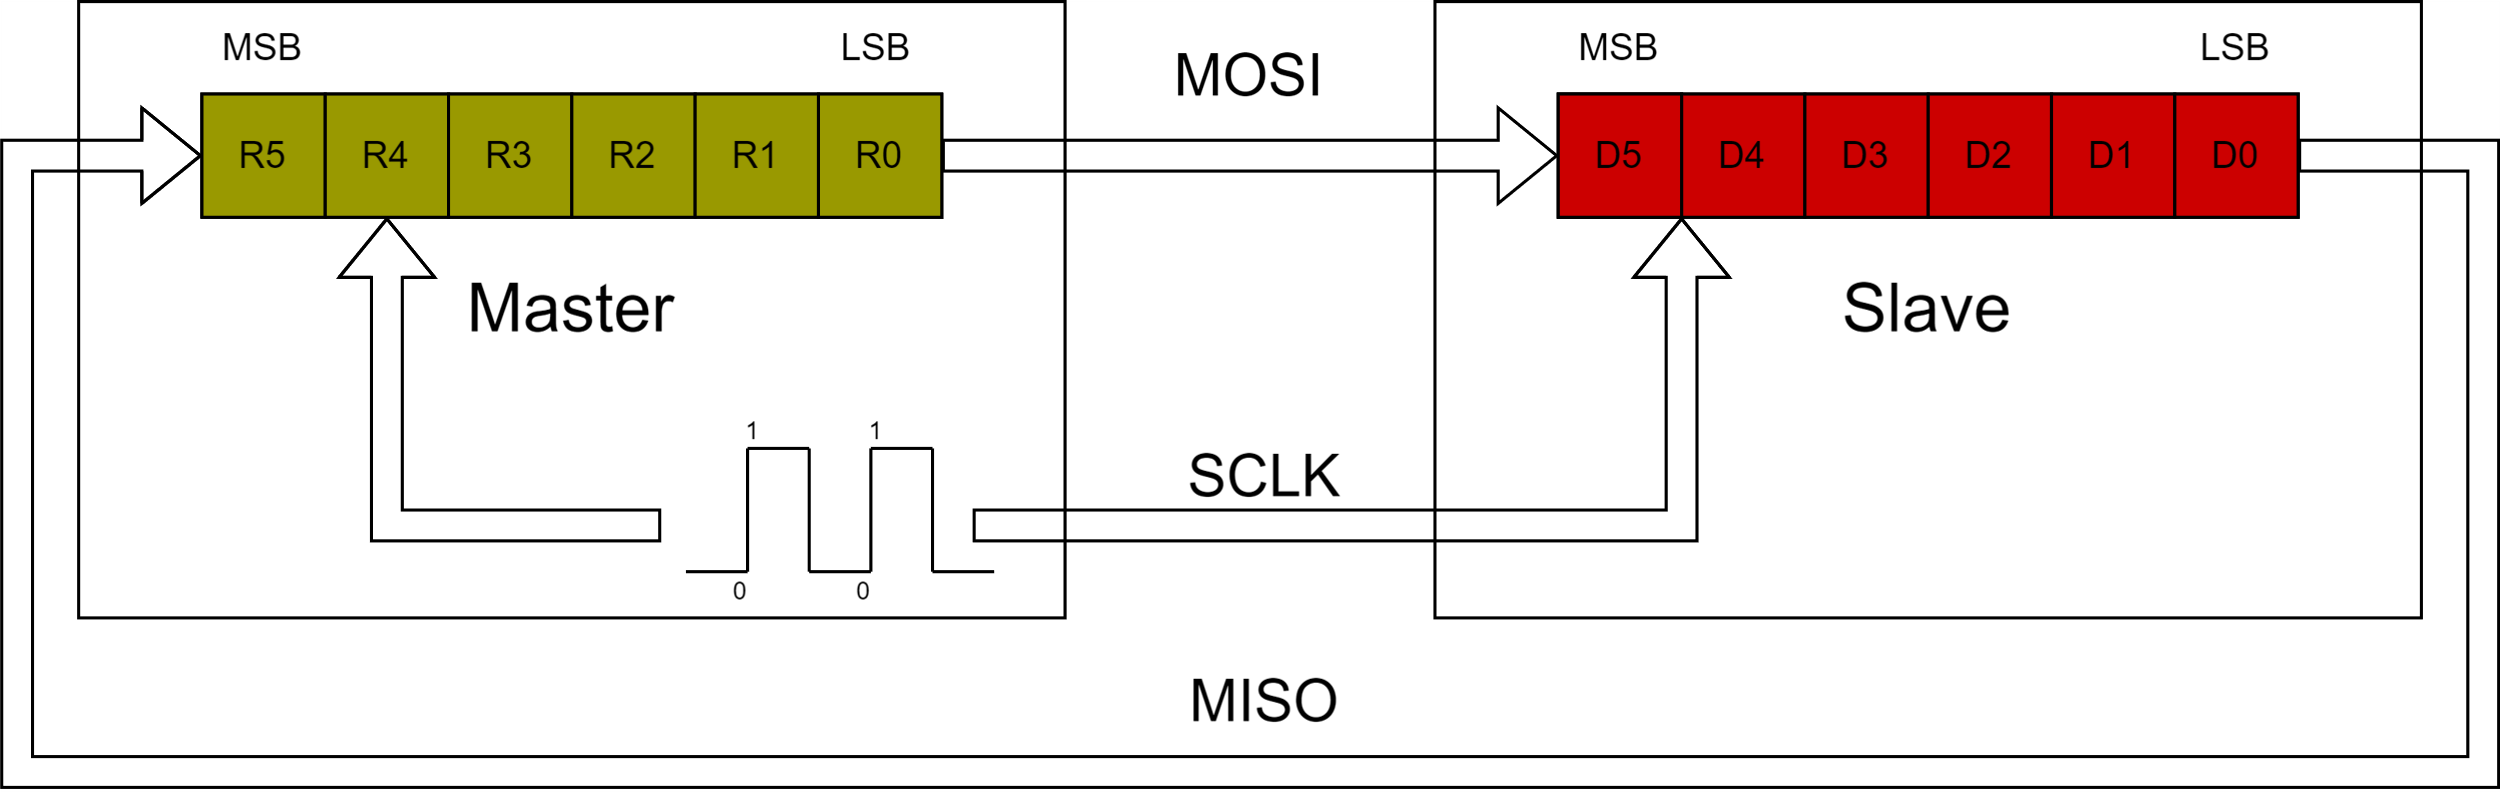 MSB LSB MOSI MSB LSB
R5 R4 R3 R2 R1 R0 D5 D4 D3 D2 D1 D0
Master Slave
1 1
SCLK
0 0
MISO